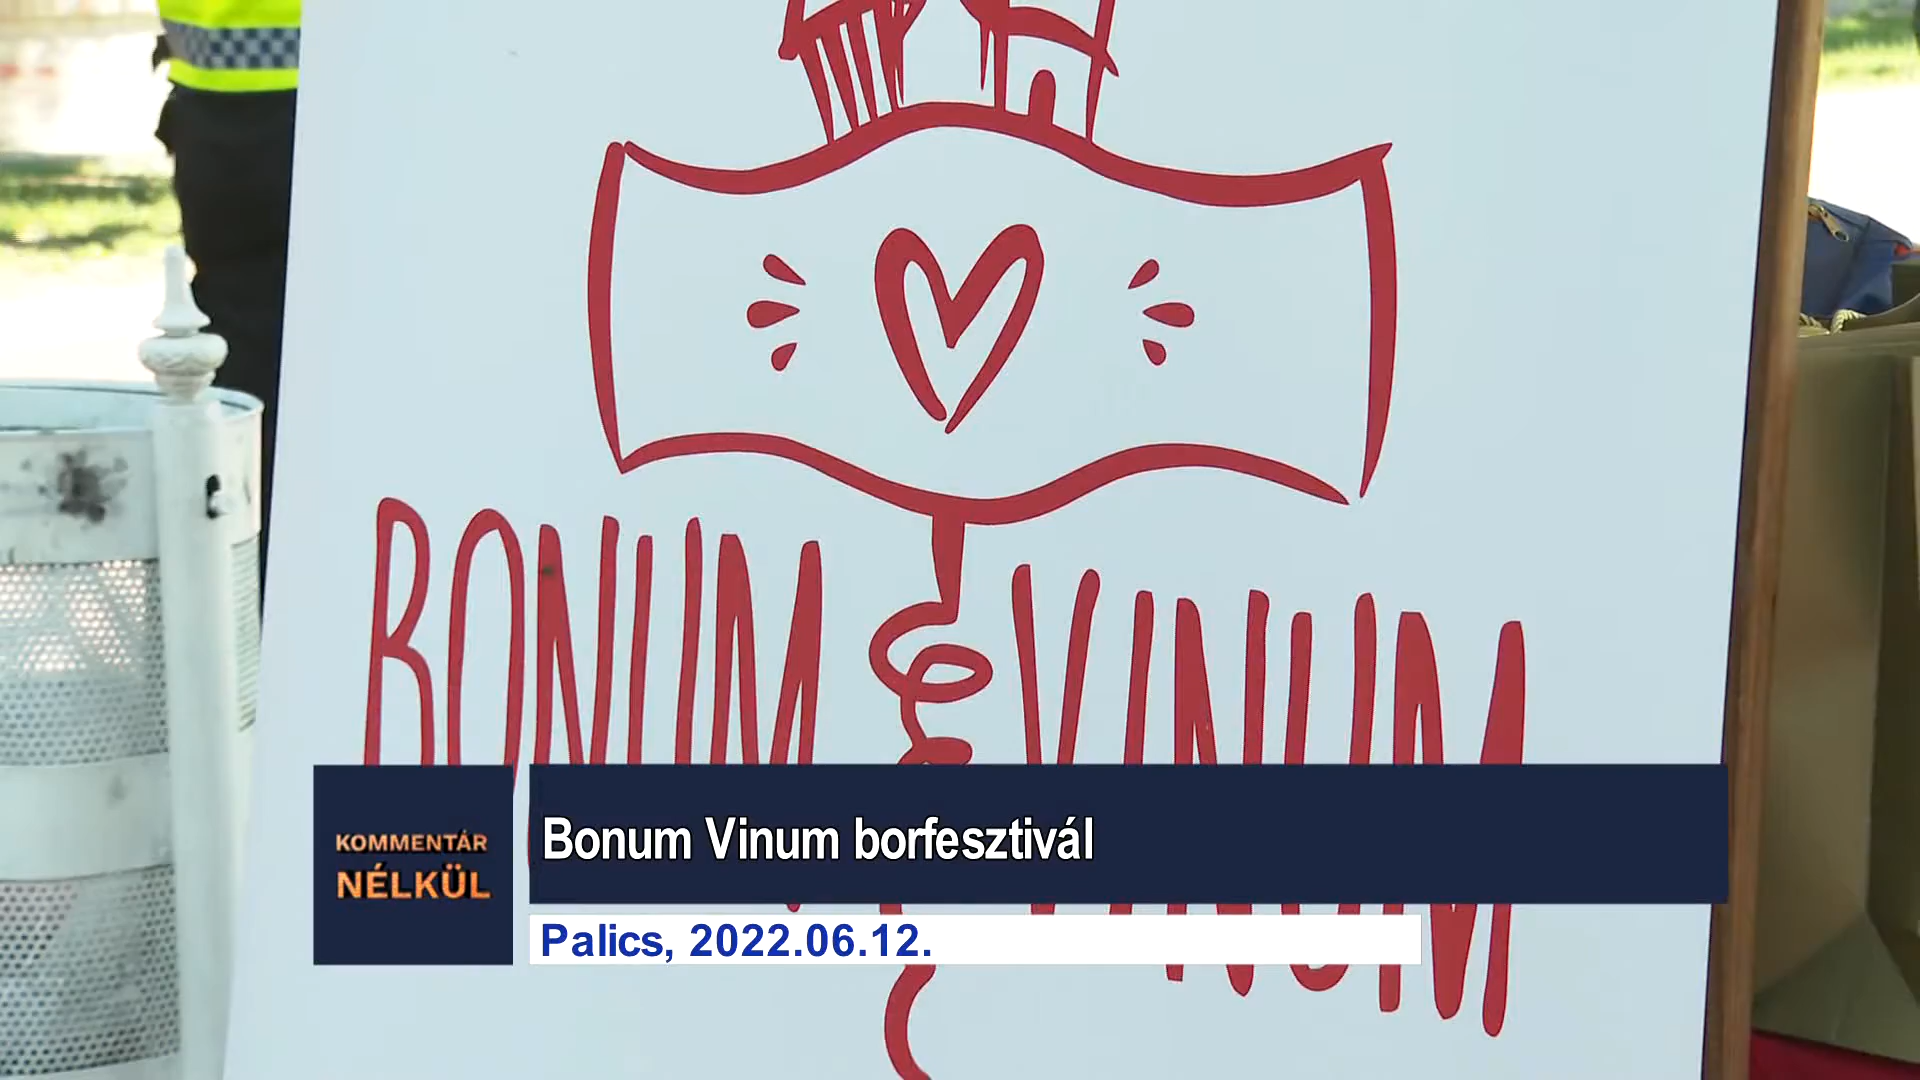 BONUM VINUM
KOMMENTÁR
NÉLKÜL
Bonum Vinum borfesztivál
Palics, 2022.06.12.